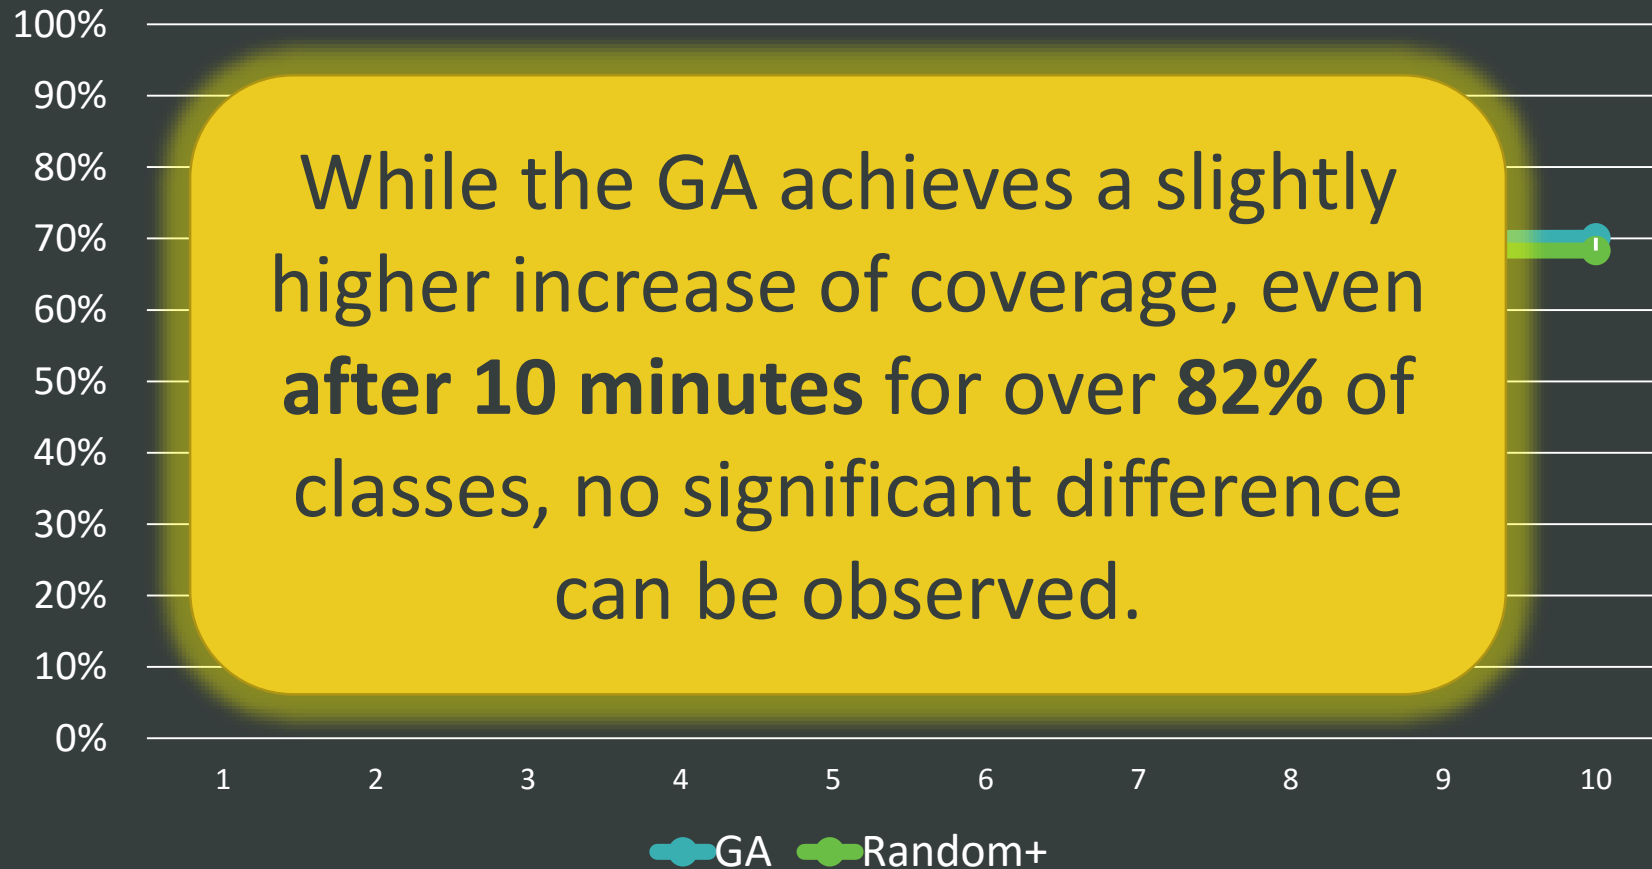 100%
90%
80%
70%
60%
50%
40%
30%
20%
10%
0%
While the GA achieves a slightly
higher increase of coverage, even
after 10 minutes for over 82% of
classes, no significant difference
can be observed.
1 2 3 4 5 6 7 8 9 10
GA Random+